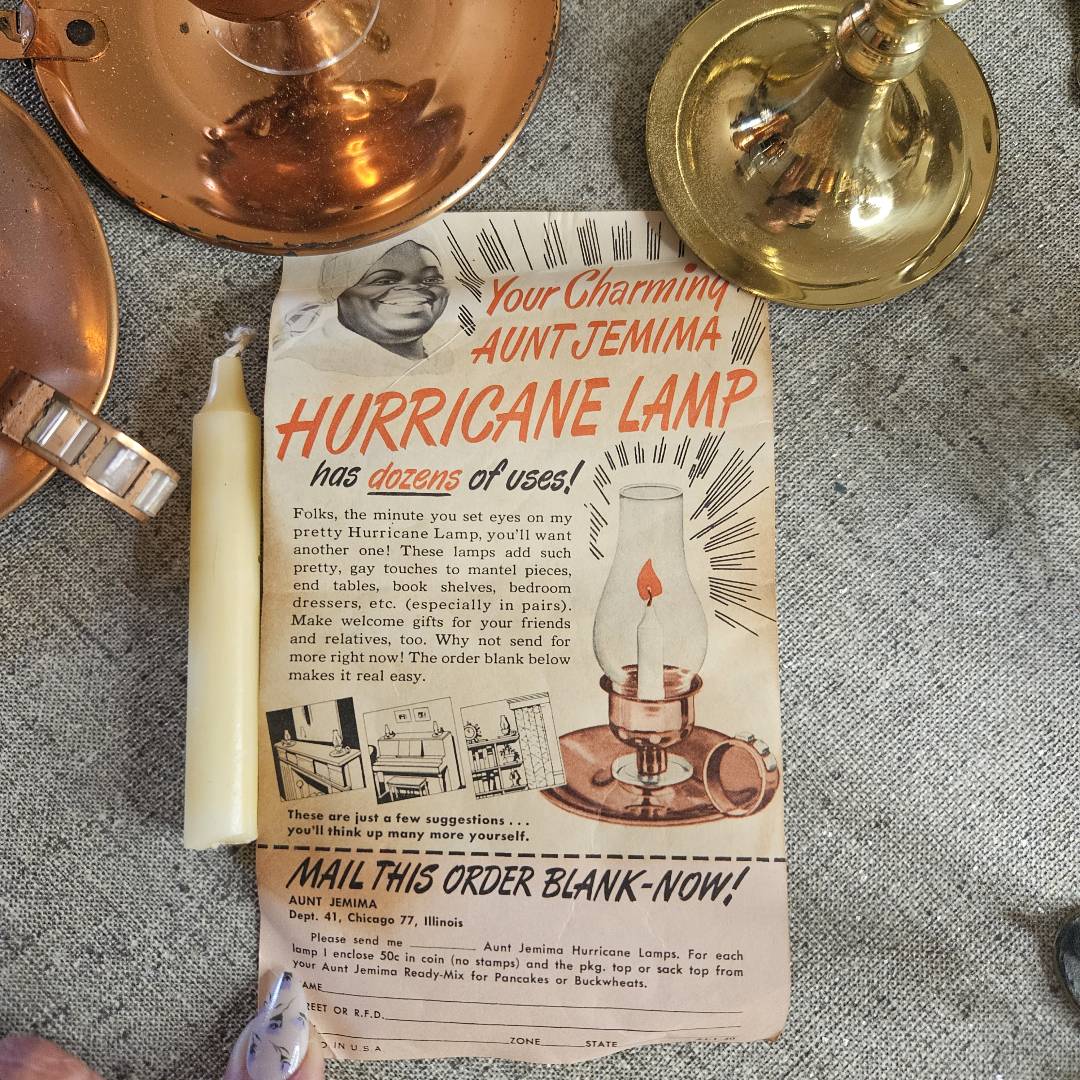 Your Charming
AUNT JEMIMA
HURRICANE LAMP
has dozens of uses!
Folks, the minute you set eyes on my
pretty Hurricane Lamp, you'll want
another one! These lamps add such
pretty, gay touches to mantel pieces,
end tables, book shelves, bedroom
dressers, etc. (especially in pairs).
Make welcome gifts for your friends
and relatives, too. Why not send for
more right now! The order blank below
makes it real easy.
These are just a few suggestions . . .
you'll think up many more yourself.
MAIL THIS ORDER BLANK-NOW!
AUNT JEMIMA
Dept. 41, Chicago 77, Illinois
Please send me ________ Aunt Jemima Hurricane Lamps. For each
lamp I enclose 50c in coin (no stamps) and the pkg. top or sack top from
your Aunt Jemima Ready-Mix for Pancakes or Buckwheats.
AME
REET OR R.F.D.
ZONE STATE
D IN U.S.A.